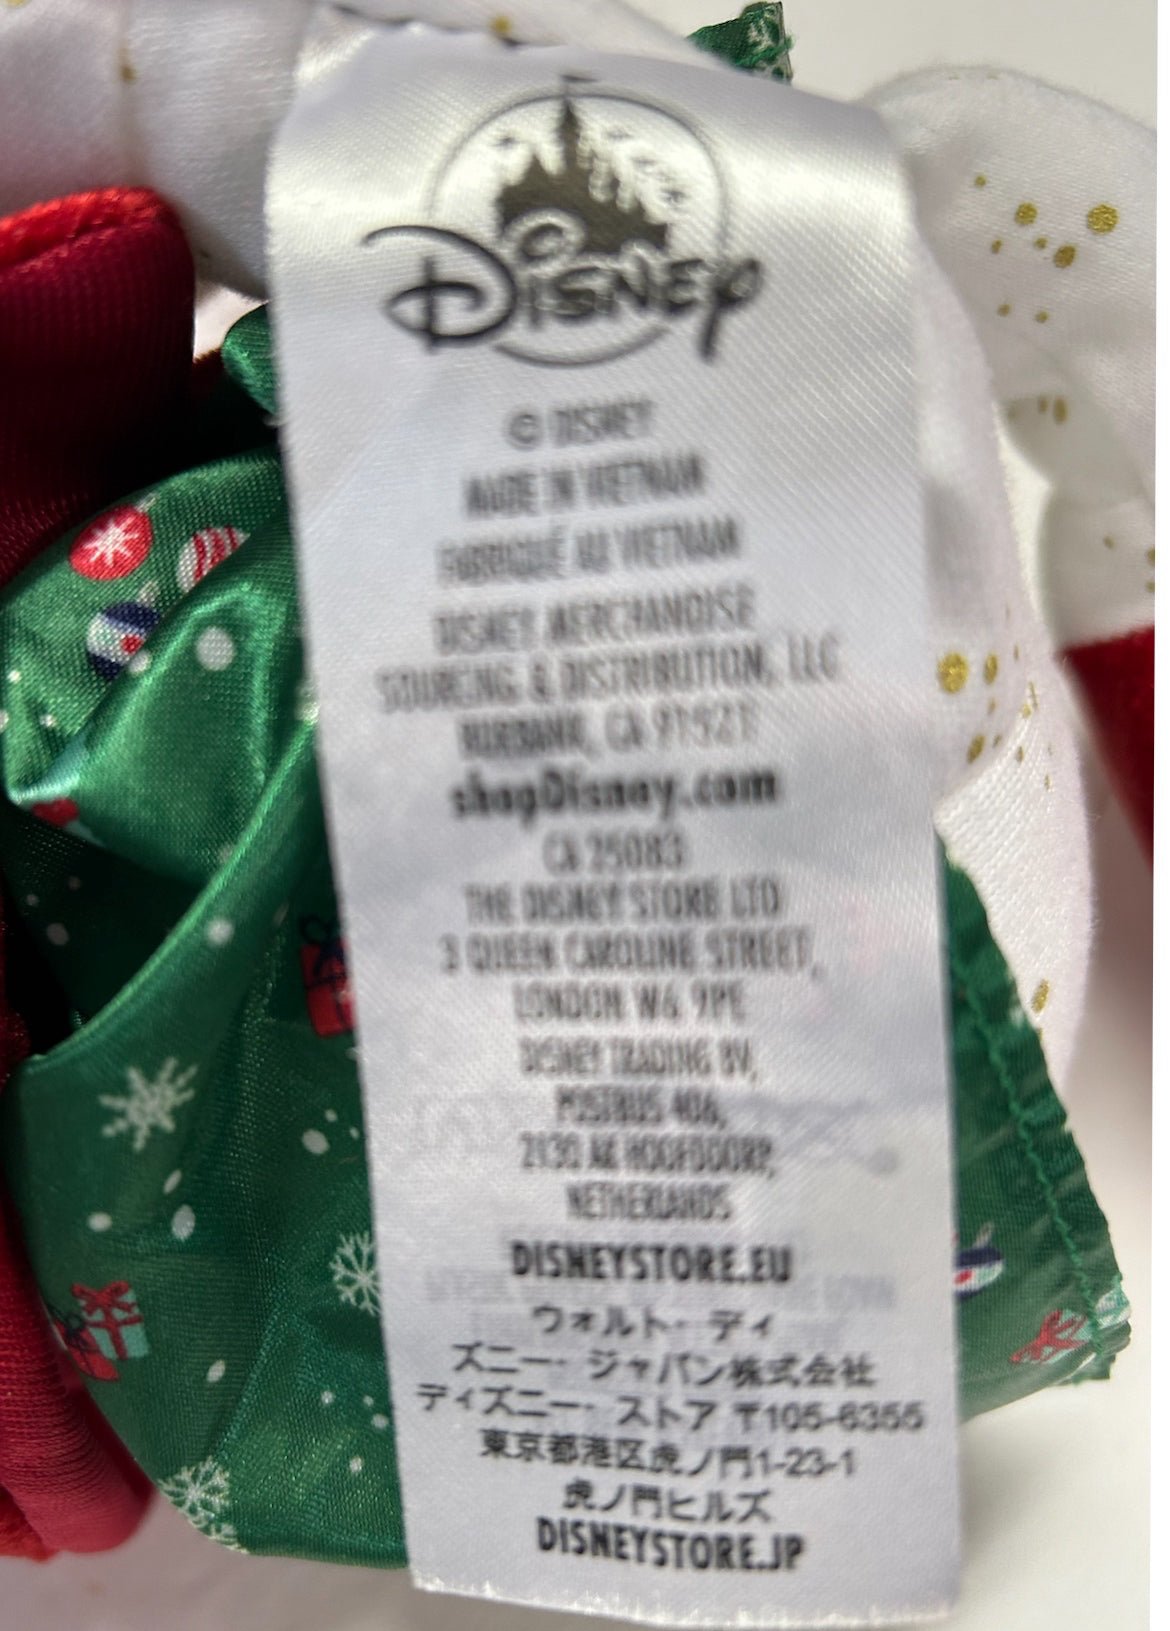 DISNEY
© DISNEY
MADE IN VIETNAM
FABRIQUÉ AU VIETNAM
DISNEY MERCHANDISE
SOURCING & DISTRIBUTION, LLC
BURBANK, CA 91521
shopDisney.com
CA 25083
THE DISNEY STORE LTD
3 QUEEN CAROLINE STREET,
LONDON W6 9PE
DISNEY TRADING BV,
POSTBUS 406,
2130 AK HOOFDDORP,
NETHERLANDS
DISNEYSTORE.EU
ウォルト・ディ
ズニー・ジャパン株式会社
ディズニー・ストア 〒105-6355
東京都港区虎ノ門1-23-1
虎ノ門ヒルズ
DISNEYSTORE.JP